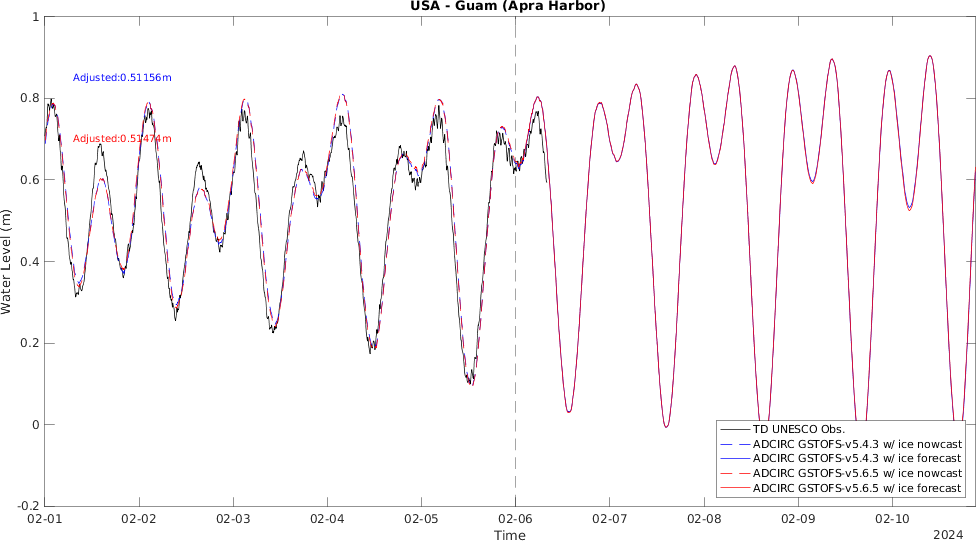 USA - Guam (Apra Harbor)
1
0.8
0.6
0.4
0.2
0
-0.2
Water Level (m)
Adjusted:0.51156m
Adjusted:0.51474m
TD UNESCO Obs.
ADCIRC GSTOFS-v5.4.3 w/ ice nowcast
ADCIRC GSTOFS-v5.4.3 w/ ice forecast
ADCIRC GSTOFS-v5.6.5 w/ ice nowcast
ADCIRC GSTOFS-v5.6.5 w/ ice forecast
02-01 02-02 02-03 02-04 02-05 02-06 02-07 02-08 02-09 02-10
Time
2024